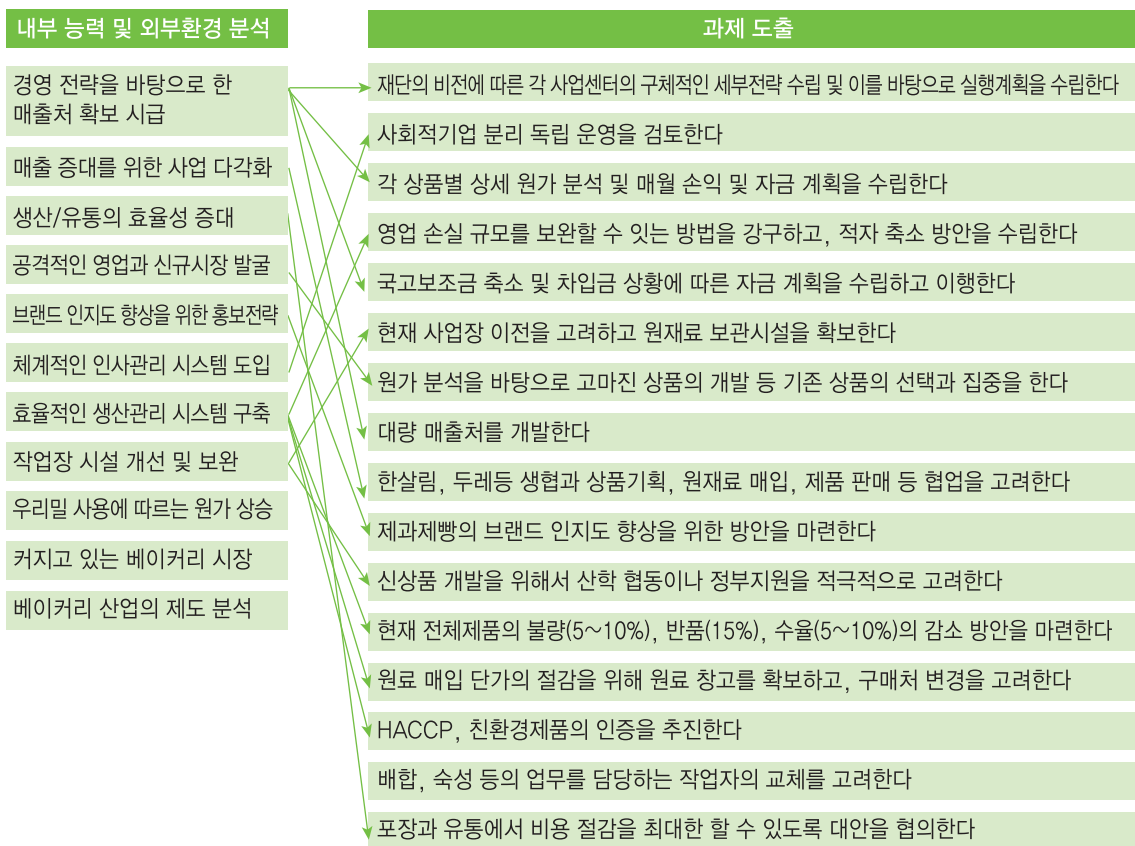 내부 능력 및 외부환경 분석
경영 전략을 바탕으로 한
매출처 확보 시급
매출 증대를 위한 사업 다각화
생산/유통의 효율성 증대
공격적인 영업과 신규시장 발굴
브랜드 인지도 향상을 위한 홍보전략
체계적인 인사관리 시스템 도입
효율적인 생산관리 시스템 구축
작업장 시설 개선 및 보완
우리밀 사용에 따르는 원가 상승
커지고 있는 베이커리 시장
베이커리 산업의 제도 분석
과제 도출
재단의 비전에 따른 각 사업센터의 구체적인 세부전략 수립 및 이를 바탕으로 실행계획을 수립한다
사회적기업 분리 독립 운영을 검토한다
각 상품별 상세 원가 분석 및 매월 손익 및 자금 계획을 수립한다
영업 손실 규모를 보완할 수 잇는 방법을 강구하고, 적자 축소 방안을 수립한다
국고보조금 축소 및 차입금 상황에 따른 자금 계획을 수립하고 이행한다
현재 사업장 이전을 고려하고 원재료 보관시설을 확보한다
원가 분석을 바탕으로 고마진 상품의 개발 등 기존 상품의 선택과 집중을 한다
대량 매출처를 개발한다
한살림, 두레등 생협과 상품기획, 원재료 매입, 제품 판매 등 협업을 고려한다
제과제빵의 브랜드 인지도 향상을 위한 방안을 마련한다
신상품 개발을 위해서 산학 협동이나 정부지원을 적극적으로 고려한다
현재 전체제품의 불량(5~10%), 반품(15%), 수율(5~10%)의 감소 방안을 마련한다
원료 매입 단가의 절감을 위해 원료 창고를 확보하고, 구매처 변경을 고려한다
HACCP, 친환경제품의 인증을 추진한다
배합, 숙성 등의 업무를 담당하는 작업자의 교체를 고려한다
포장과 유통에서 비용 절감을 최대한 할 수 있도록 대안을 협의한다